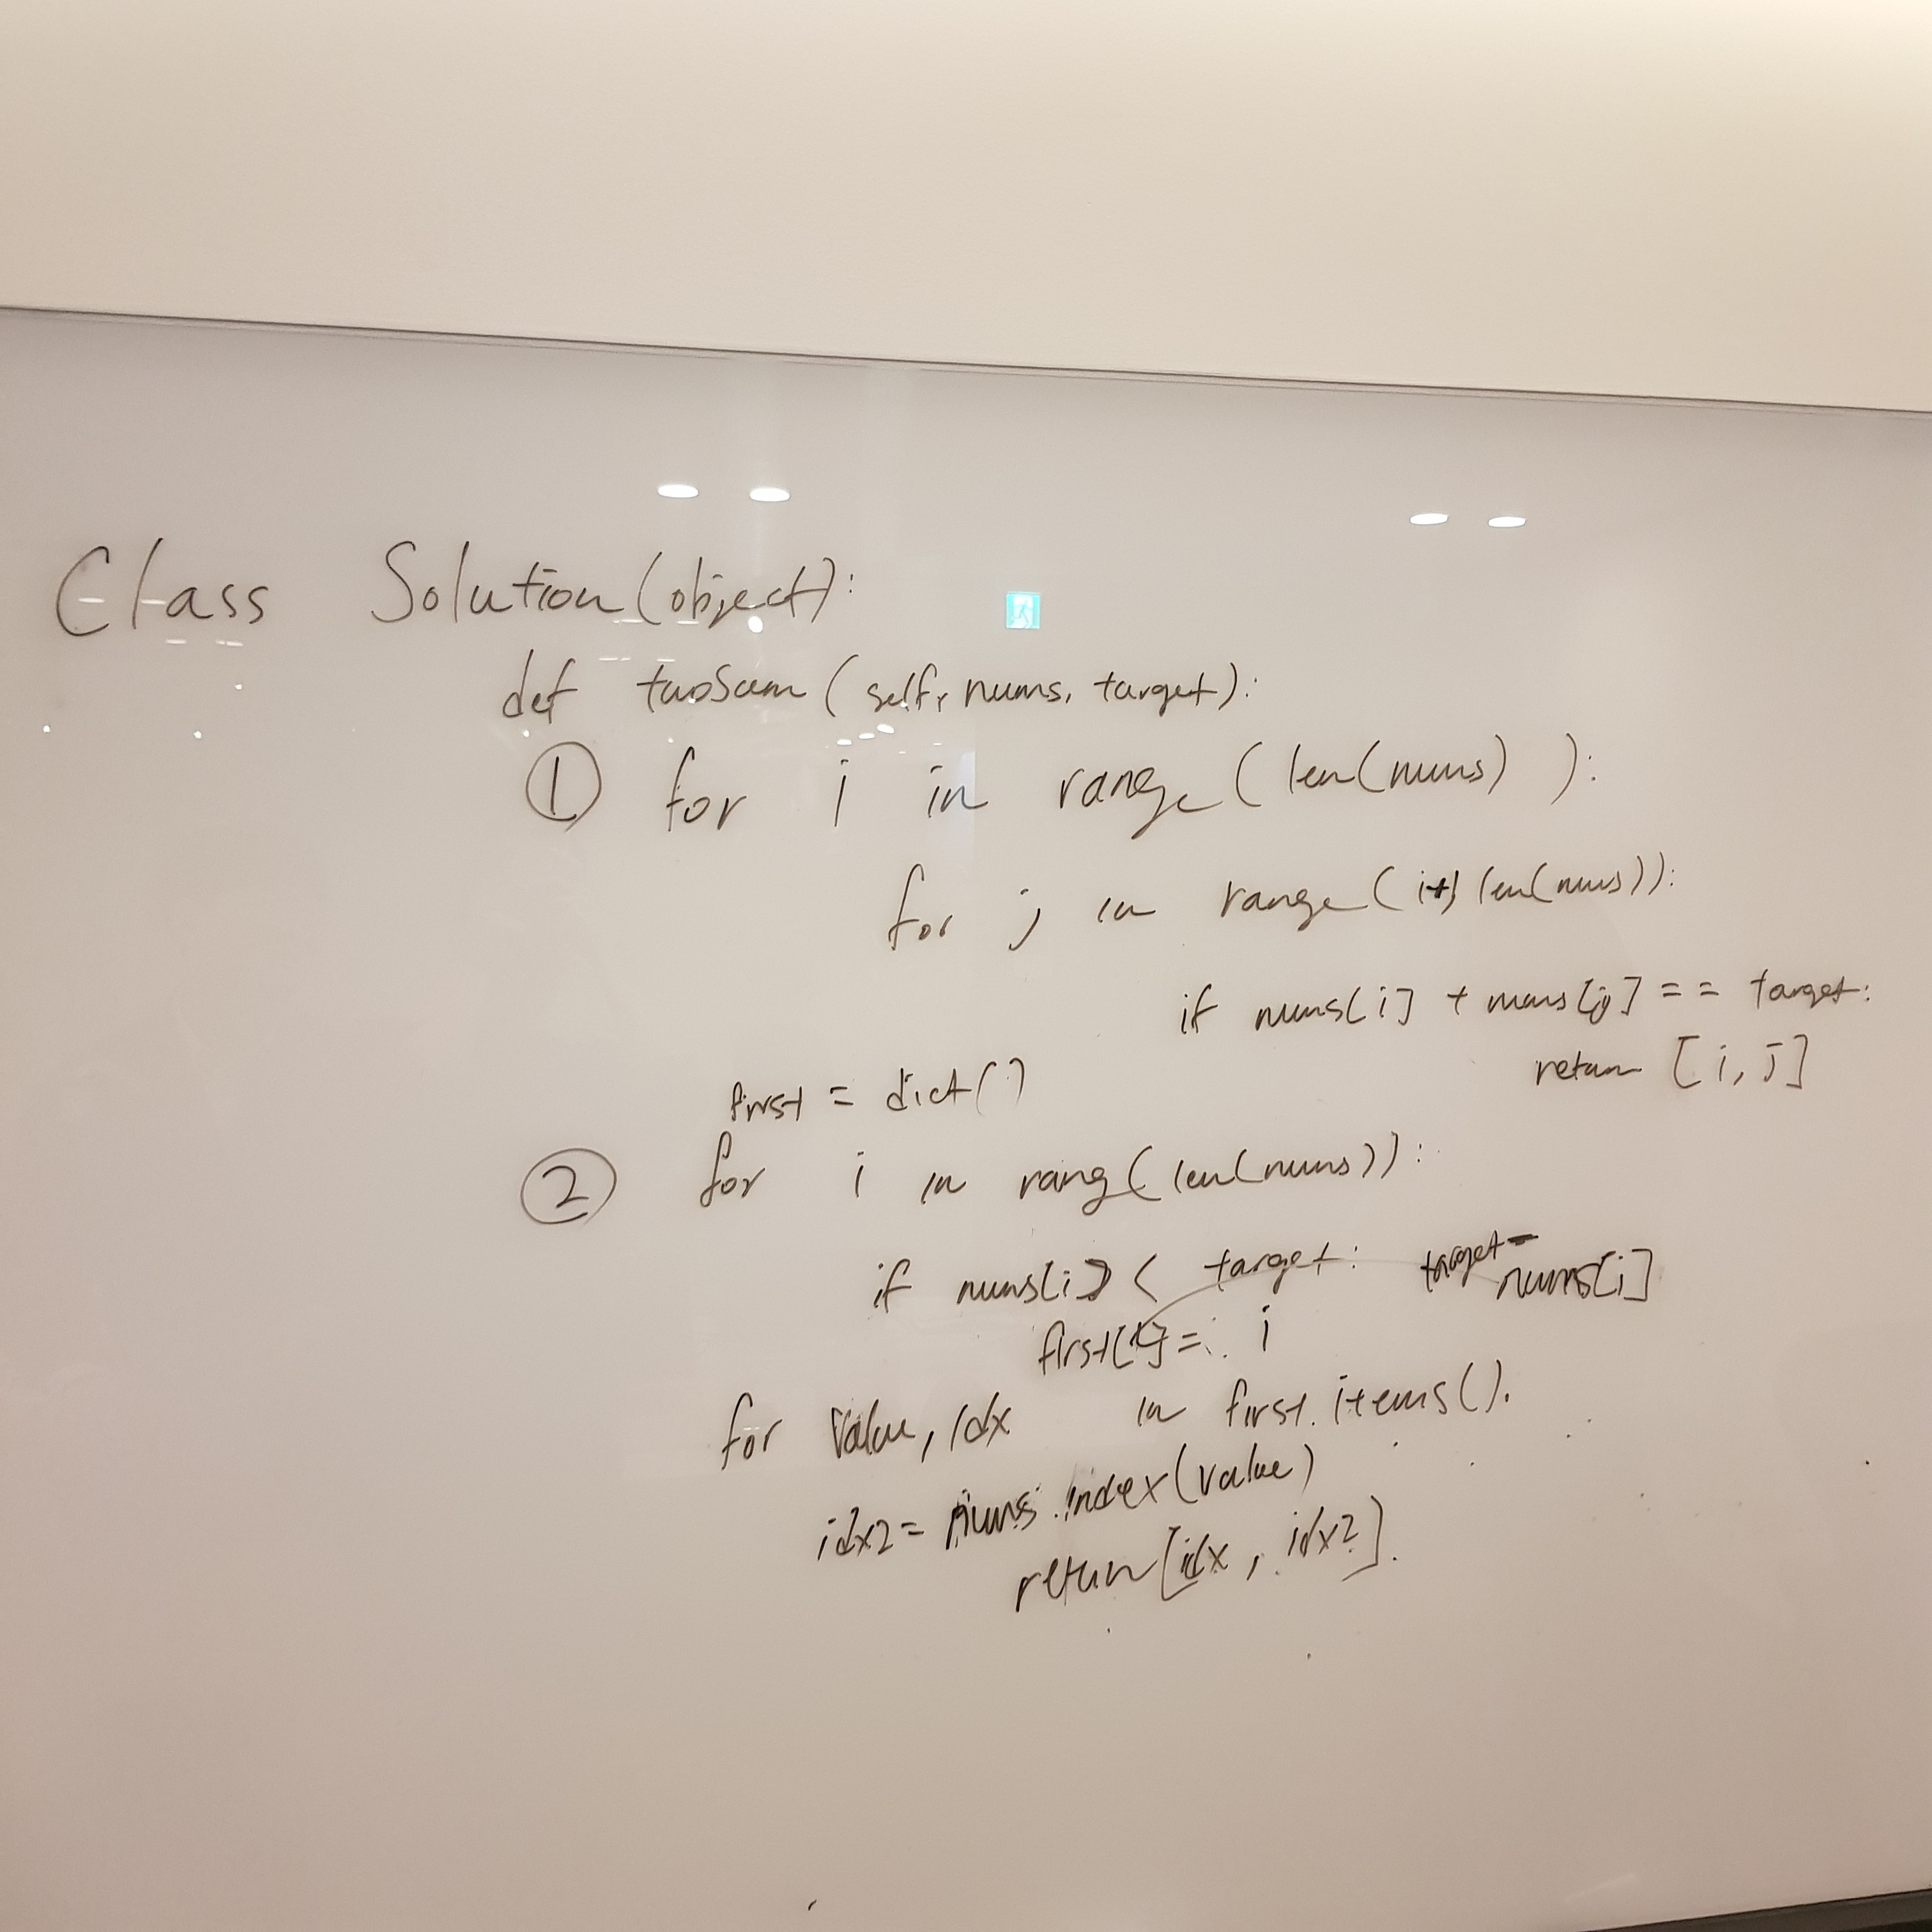 Class Solution(object):
def twoSum(self, nums, target):
① for i in range(len(nums) ):
for j in range(i+1 len(nums)):
if nums[i] + nums[j] == target:
return [i, j]
first = dict()
② for i in rang(len(nums)):
if nums[i] < target: target-
nums[i]
first[ ]= i
for value, idx in first.items().
idx2= nums.index(value)
return[idx, idx2].